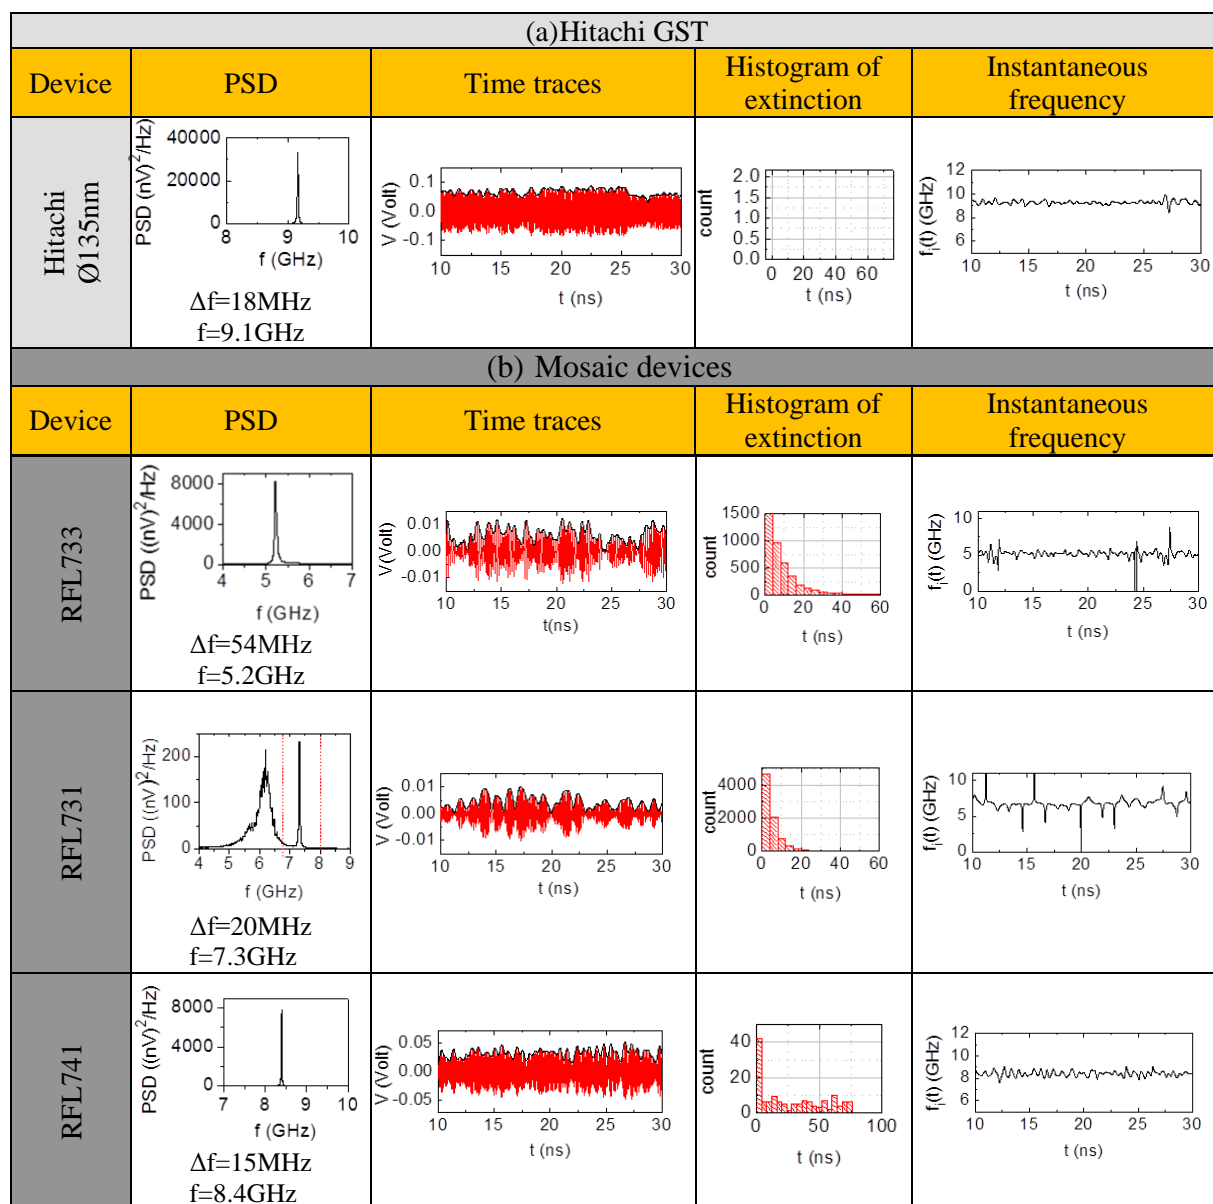 (a)Hitachi GST
Device PSD Time traces Histogram of extinction Instantaneous frequency
Hitachi
Ø135nm
PSD (nV)²/Hz)
40000
20000
0
8 9 10
f (GHz)
Δf=18MHz
f=9.1GHz
V (Volt)
0.1
0.0
-0.1
10 15 20 25 30
t (ns)
count
2.0
1.5
1.0
0.5
0.0
0 20 40 60
t (ns)
fᵢ(t) (GHz)
12
10
8
6
10 15 20 25 30
t (ns)
(b) Mosaic devices
Device PSD Time traces Histogram of extinction Instantaneous frequency
RFL733
PSD ((nV)²/Hz)
8000
4000
0
4 5 6 7
f (GHz)
Δf=54MHz
f=5.2GHz
V(Volt)
0.01
0.00
-0.01
10 15 20 25 30
t(ns)
count
1500
1000
500
0
0 20 40 60
t (ns)
fᵢ(t) (GHz)
10
5
0
10 15 20 25 30
t (ns)
RFL731
PSD ((nV)²/Hz)
200
100
0
4 5 6 7 8 9
f (GHz)
Δf=20MHz
f=7.3GHz
V (Volt)
0.01
0.00
-0.01
10 15 20 25 30
t (ns)
count
4000
2000
0
0 20 40 60
t (ns)
fᵢ(t) (GHz)
10
5
0
10 15 20 25 30
t (ns)
RFL741
PSD ((nV)²/Hz)
8000
4000
0
7 8 9 10
f (GHz)
Δf=15MHz
f=8.4GHz
V (Volt)
0.05
0.00
-0.05
10 15 20 25 30
t (ns)
count
40
20
0
0 50 100
t (ns)
fᵢ(t) (GHz)
12
10
8
6
10 15 20 25 30
t (ns)